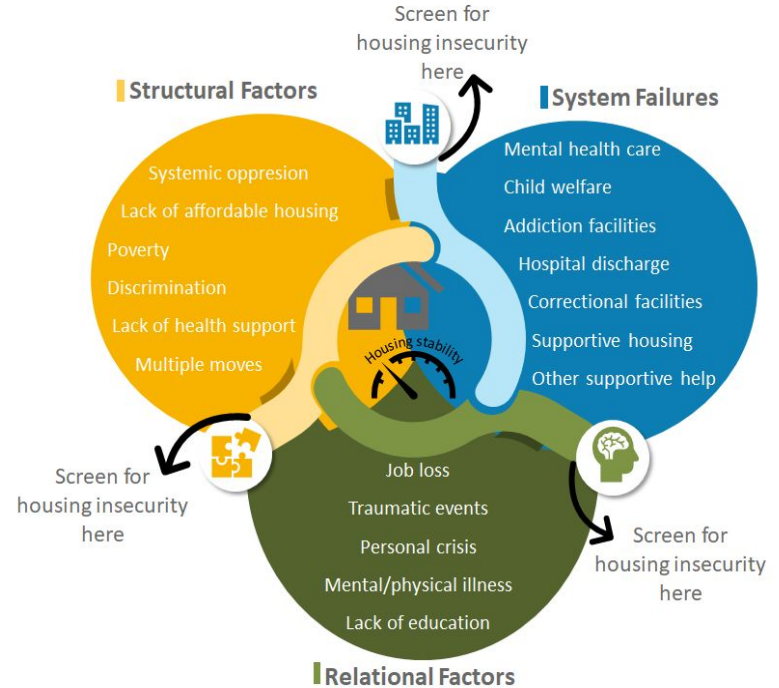 Screen for
housing insecurity
here
Structural Factors
System Failures
Systemic oppresion
Lack of affordable housing
Poverty
Discrimination
Lack of health support
Multiple moves
Mental health care
Child welfare
Addiction facilities
Hospital discharge
Correctional facilities
Supportive housing
Other supportive help
Housing stability
Screen for
housing insecurity
here
Job loss
Traumatic events
Personal crisis
Mental/physical illness
Lack of education
Screen for
housing insecurity
here
Relational Factors